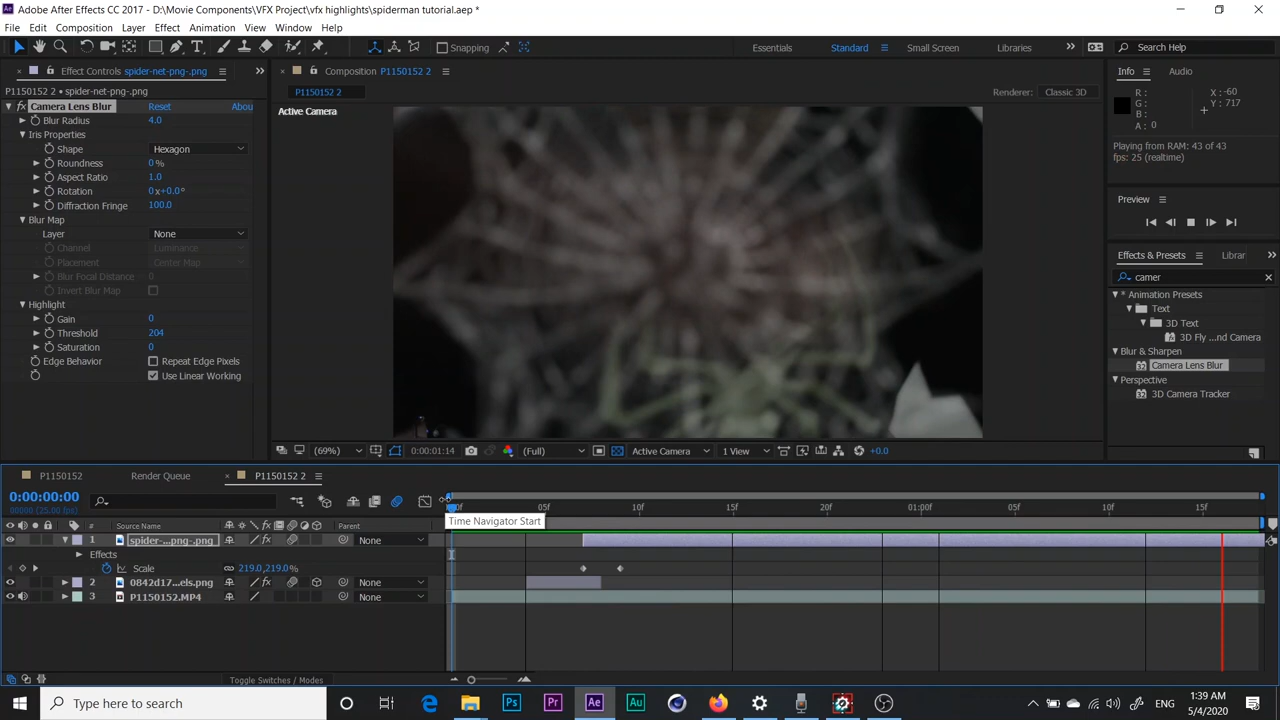 Adobe After Effects CC 2017 - D:\Movie Components\VFX Project\vfx highlights\spiderman tutorial.aep *
File Edit Composition Layer Effect Animation View Window Help
Snapping Essentials Standard Small Screen Libraries Search Help
Effect Controls spider-net-png-.png
Composition P1150152 2
Info Audio
P1150152 2 • spider-net-png-.png
P1150152 2
Renderer: Classic 3D
R :
G :
B :
A : 0
X : -60
Y : 717
fx Camera Lens Blur Reset Abou
Active Camera
Blur Radius 4.0
Iris Properties
Shape Hexagon
Roundness 0 %
Aspect Ratio 1.0
Rotation 0 x+0.0°
Diffraction Fringe 100.0
Blur Map
Layer None
Channel Luminance
Placement Center Map
Blur Focal Distance 0
Invert Blur Map
Highlight
Gain 0
Threshold 204
Saturation 0
Edge Behavior Repeat Edge Pixels
Use Linear Working
Playing from RAM: 43 of 43
fps: 25 (realtime)
Preview
Effects & Presets Librar
camer
* Animation Presets
Text
3D Text
3D Fly ...nd Camera
Blur & Sharpen
Camera Lens Blur
Perspective
3D Camera Tracker
(69%) 0:00:01:14 (Full) Active Camera 1 View +0.0
P1150152 Render Queue P1150152 2
0:00:00:00
00000 (25.00 fps)
05f 10f 15f 20f 01:00f 05f 10f 15f
Time Navigator Start
# Source Name fx Parent
1 spider-...png-.png fx None
Effects
Scale 219.0,219.0%
2 0842d17...els.png None
3 P1150152.MP4 None
Toggle Switches / Modes
Type here to search
Ps Pr Ae Au
1:39 AM
5/4/2020